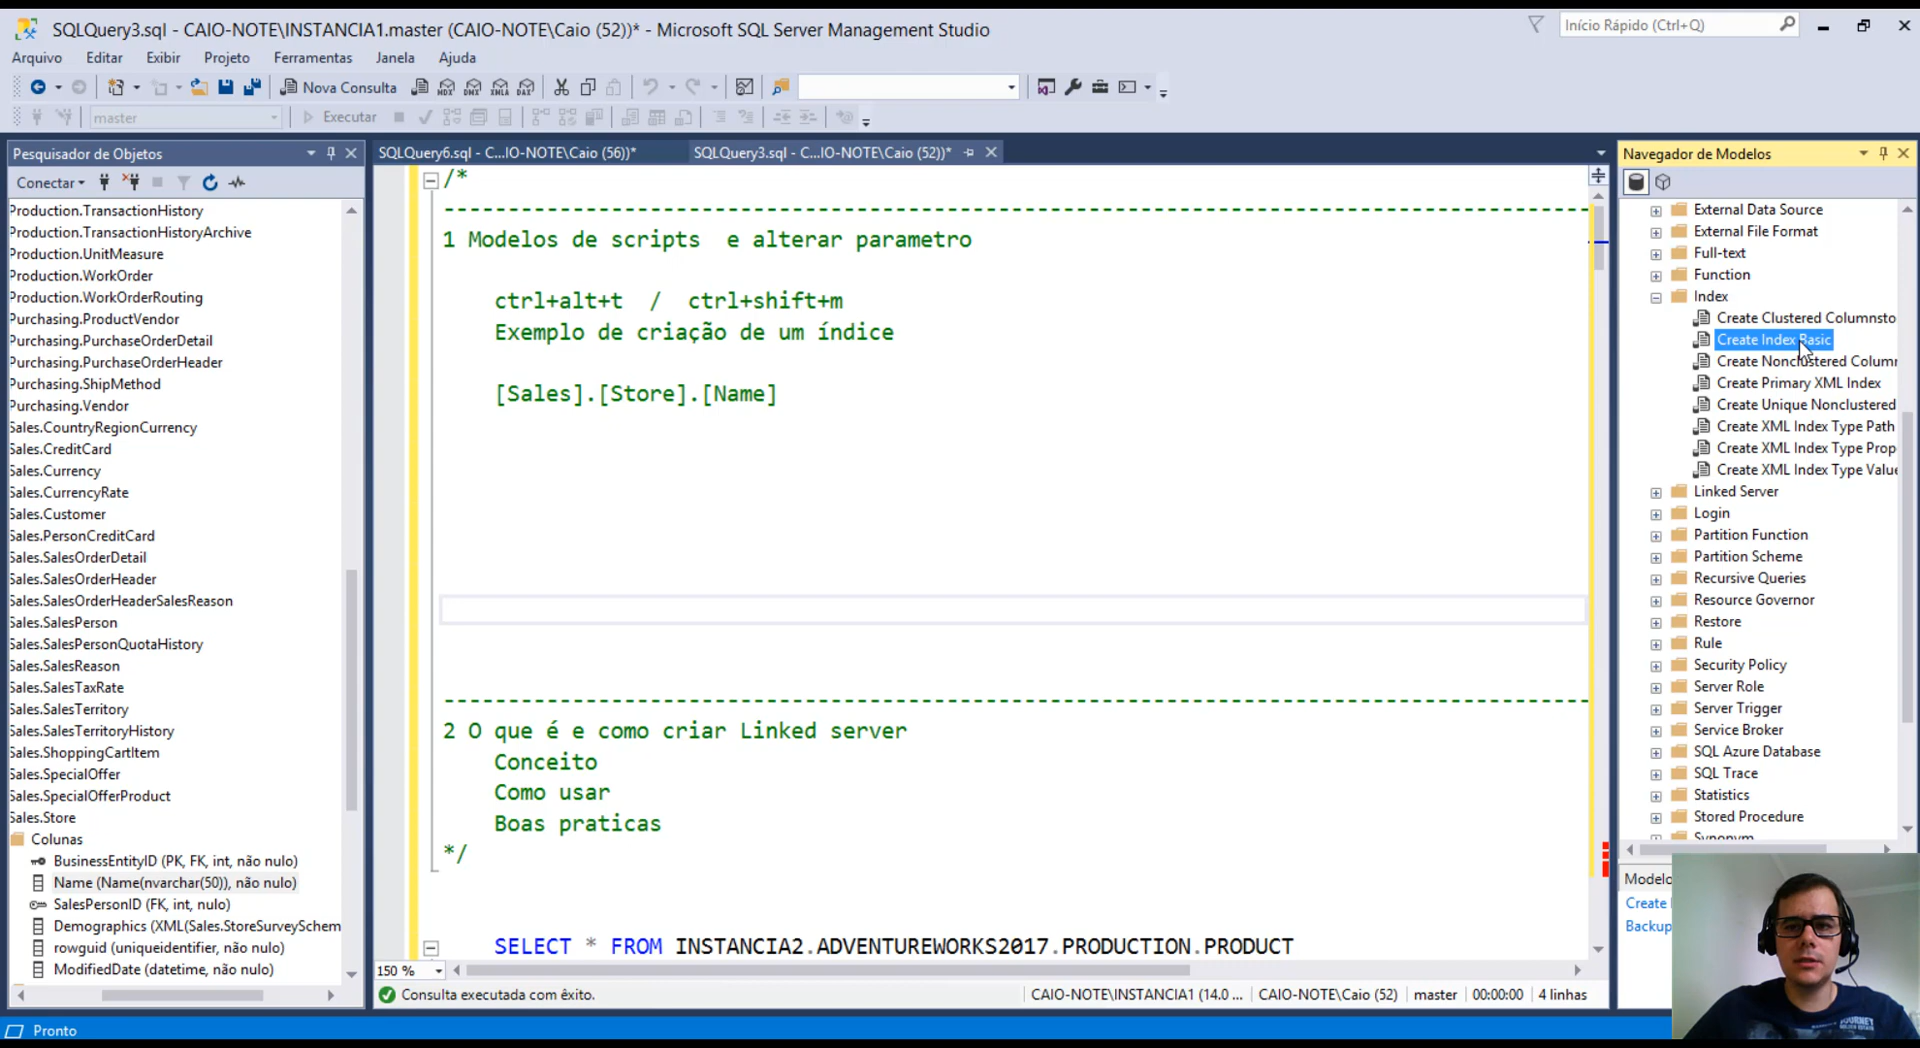 SQLQuery3.sql - CAIO-NOTE\INSTANCIA1.master (CAIO-NOTE\Caio (52))* - Microsoft SQL Server Management Studio
Início Rápido (Ctrl+Q)
Arquivo Editar Exibir Projeto Ferramentas Janela Ajuda
Nova Consulta MDX DMX XMLA DAX
master Executar
Pesquisador de Objetos
Conectar
Production.TransactionHistory
Production.TransactionHistoryArchive
Production.UnitMeasure
Production.WorkOrder
Production.WorkOrderRouting
Purchasing.ProductVendor
Purchasing.PurchaseOrderDetail
Purchasing.PurchaseOrderHeader
Purchasing.ShipMethod
Purchasing.Vendor
Sales.CountryRegionCurrency
Sales.CreditCard
Sales.Currency
Sales.CurrencyRate
Sales.Customer
Sales.PersonCreditCard
Sales.SalesOrderDetail
Sales.SalesOrderHeader
Sales.SalesOrderHeaderSalesReason
Sales.SalesPerson
Sales.SalesPersonQuotaHistory
Sales.SalesReason
Sales.SalesTaxRate
Sales.SalesTerritory
Sales.SalesTerritoryHistory
Sales.ShoppingCartItem
Sales.SpecialOffer
Sales.SpecialOfferProduct
Sales.Store
Colunas
BusinessEntityID (PK, FK, int, não nulo)
Name (Name(nvarchar(50)), não nulo)
SalesPersonID (FK, int, nulo)
Demographics (XML(Sales.StoreSurveySchem
rowguid (uniqueidentifier, não nulo)
ModifiedDate (datetime, não nulo)
SQLQuery6.sql - C...IO-NOTE\Caio (56))* SQLQuery3.sql - C...IO-NOTE\Caio (52))*
/*
1 Modelos de scripts e alterar parametro
ctrl+alt+t / ctrl+shift+m
Exemplo de criação de um índice
[Sales].[Store].[Name]
2 O que é e como criar Linked server
Conceito
Como usar
Boas praticas
*/
SELECT * FROM INSTANCIA2.ADVENTUREWORKS2017.PRODUCTION.PRODUCT
150 %
Consulta executada com êxito. CAIO-NOTE\INSTANCIA1 (14.0 ... CAIO-NOTE\Caio (52) master 00:00:00 4 linhas
Navegador de Modelos
External Data Source
External File Format
Full-text
Function
Index
Create Clustered Columnsto
Create Index Basic
Create Nonclustered Column
Create Primary XML Index
Create Unique Nonclustered
Create XML Index Type Path
Create XML Index Type Prop
Create XML Index Type Value
Linked Server
Login
Partition Function
Partition Scheme
Recursive Queries
Resource Governor
Restore
Rule
Security Policy
Server Role
Server Trigger
Service Broker
SQL Azure Database
SQL Trace
Statistics
Stored Procedure
Synonym
Modelo
Create
Backup
Pronto